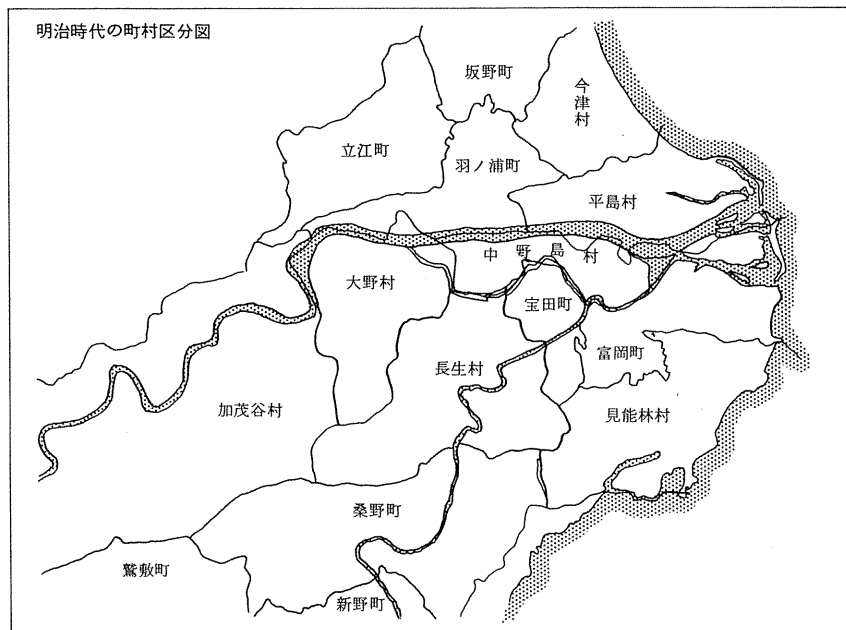 明治時代の町村区分図
坂野町
今津村
立江町
羽ノ浦町
平島村
中野島村
大野村
宝田町
富岡町
長生村
加茂谷村
見能林村
桑野町
鷲敷町
新野町